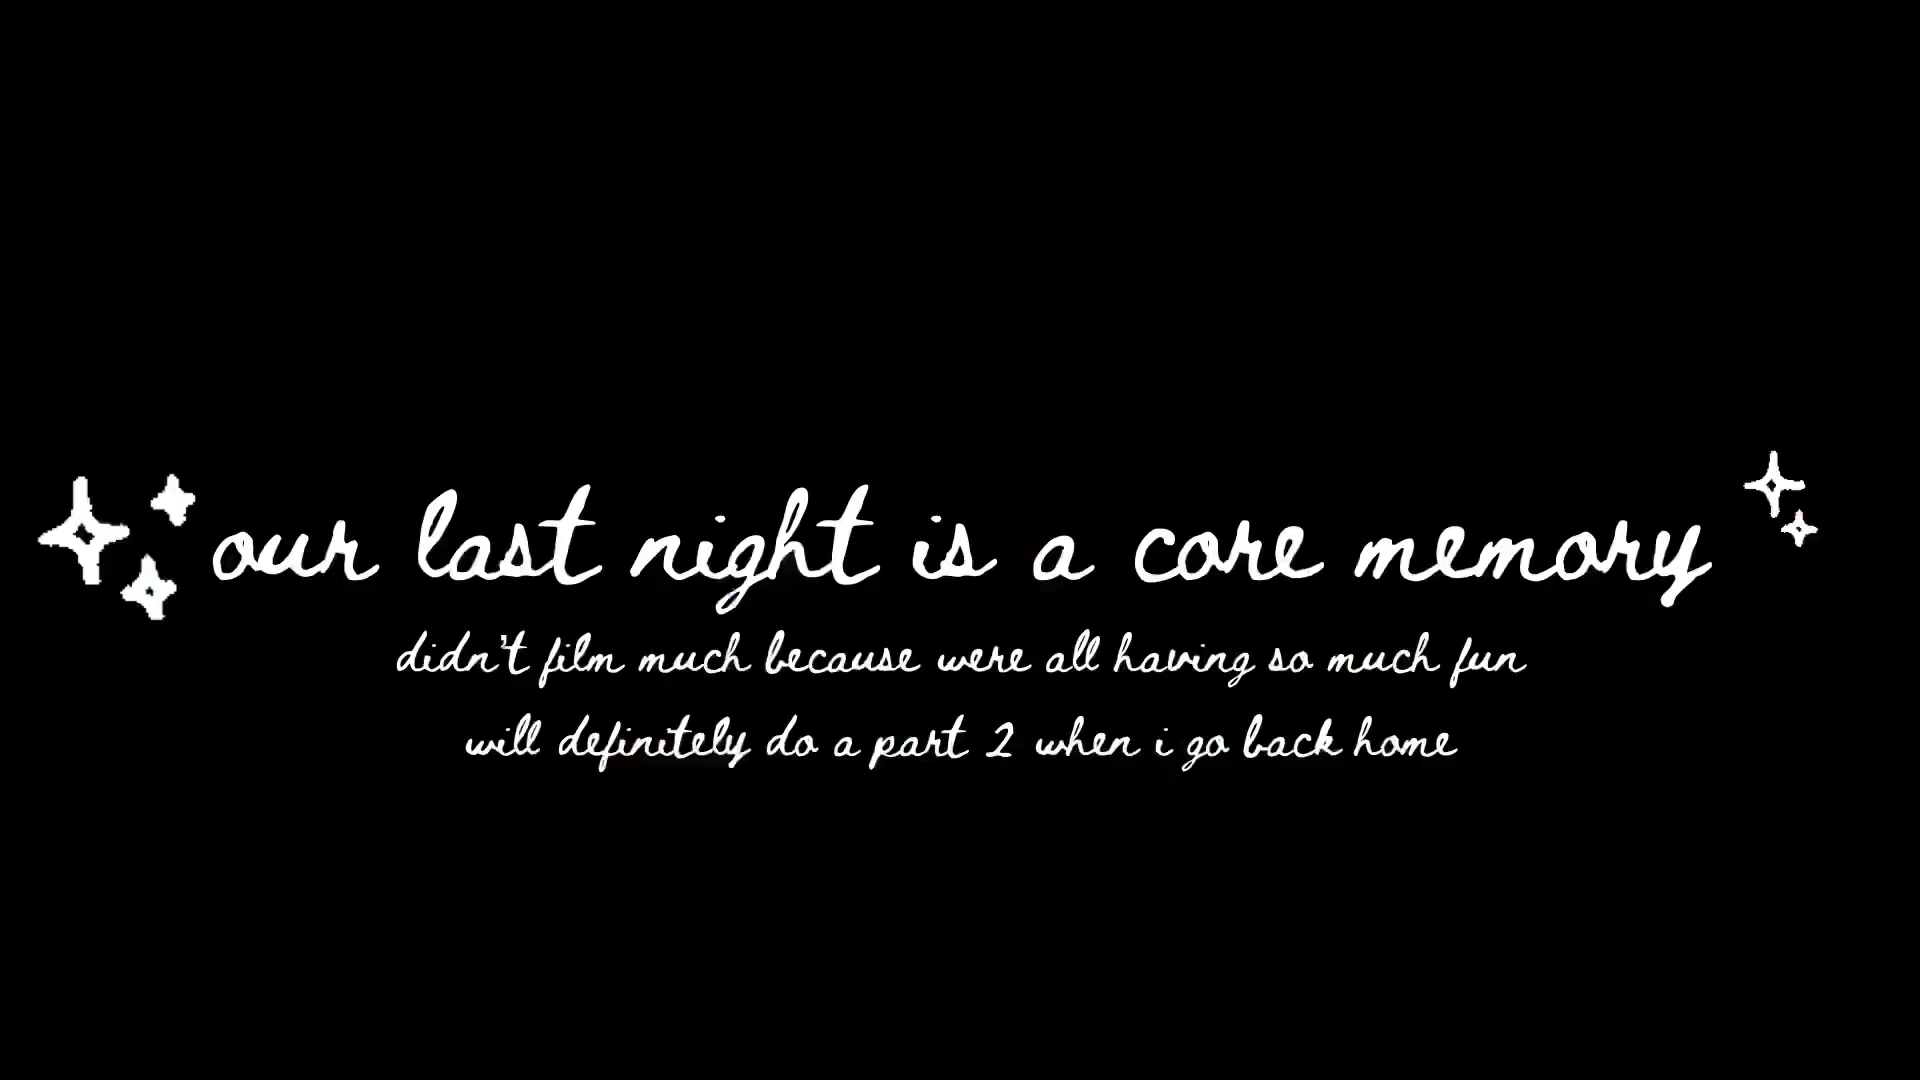 our last night is a core memory
didn't film much because were all having so much fun
will definitely do a part 2 when i go back home